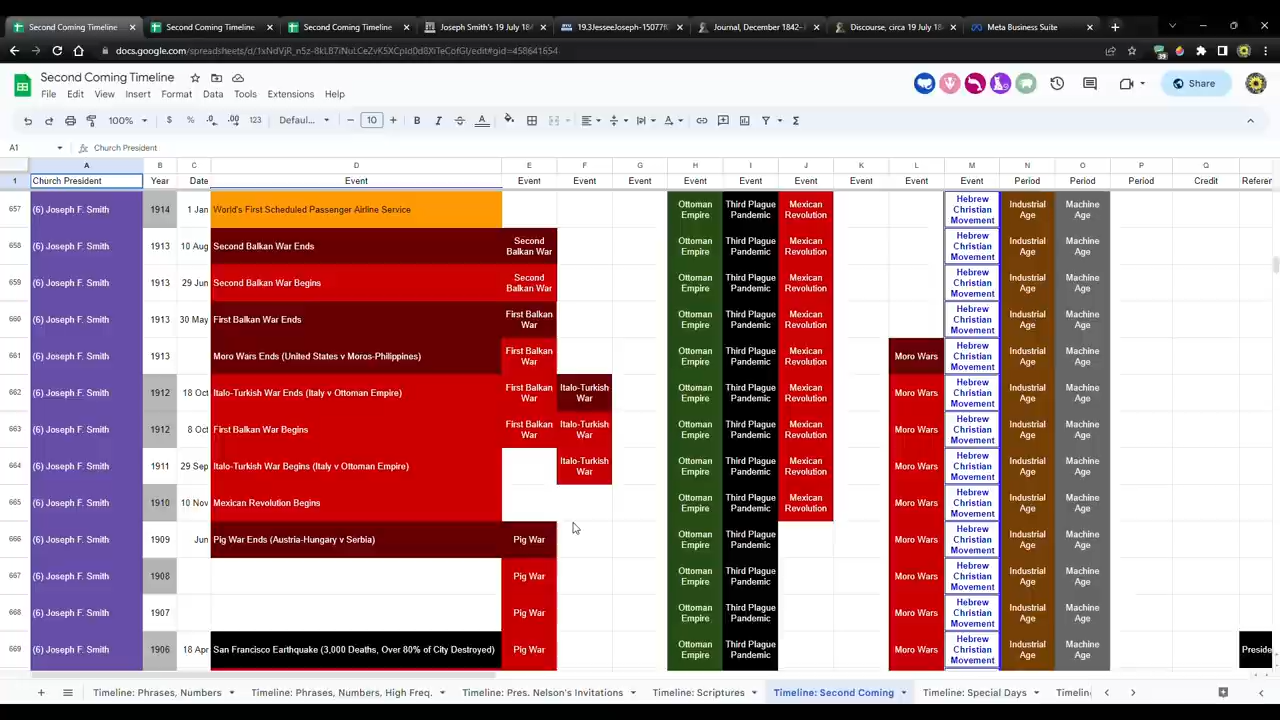 Second Coming Timeline
Second Coming Timeline
Second Coming Timeline
Joseph Smith's 19 July 184
19.3JesseeJoseph-15077f
Journal, December 1842–
Discourse, circa 19 July 184
Meta Business Suite
Second Coming Timeline
File Edit View Insert Format Data Tools Extensions Help
Share
100% $ % .0 .00 123 Defaul... − 10 + B I A
A1 Church President
A B C D E F G H I J K L M N O P Q
1 Church President Year Date Event Event Event Event Event Event Event Event Event Event Period Period Period Credit Referen
657 (6) Joseph F. Smith 1914 1 Jan World's First Scheduled Passenger Airline Service Ottoman Empire Third Plague Pandemic Mexican Revolution Hebrew Christian Movement Industrial Age Machine Age
658 (6) Joseph F. Smith 1913 10 Aug Second Balkan War Ends Second Balkan War Ottoman Empire Third Plague Pandemic Mexican Revolution Hebrew Christian Movement Industrial Age Machine Age
659 (6) Joseph F. Smith 1913 29 Jun Second Balkan War Begins Second Balkan War Ottoman Empire Third Plague Pandemic Mexican Revolution Hebrew Christian Movement Industrial Age Machine Age
660 (6) Joseph F. Smith 1913 30 May First Balkan War Ends First Balkan War Ottoman Empire Third Plague Pandemic Mexican Revolution Hebrew Christian Movement Industrial Age Machine Age
661 (6) Joseph F. Smith 1913 Moro Wars Ends (United States v Moros-Philippines) First Balkan War Ottoman Empire Third Plague Pandemic Mexican Revolution Moro Wars Hebrew Christian Movement Industrial Age Machine Age
662 (6) Joseph F. Smith 1912 18 Oct Italo-Turkish War Ends (Italy v Ottoman Empire) First Balkan War Italo-Turkish War Ottoman Empire Third Plague Pandemic Mexican Revolution Moro Wars Hebrew Christian Movement Industrial Age Machine Age
663 (6) Joseph F. Smith 1912 8 Oct First Balkan War Begins First Balkan War Italo-Turkish War Ottoman Empire Third Plague Pandemic Mexican Revolution Moro Wars Hebrew Christian Movement Industrial Age Machine Age
664 (6) Joseph F. Smith 1911 29 Sep Italo-Turkish War Begins (Italy v Ottoman Empire) Italo-Turkish War Ottoman Empire Third Plague Pandemic Mexican Revolution Moro Wars Hebrew Christian Movement Industrial Age Machine Age
665 (6) Joseph F. Smith 1910 10 Nov Mexican Revolution Begins Ottoman Empire Third Plague Pandemic Mexican Revolution Moro Wars Hebrew Christian Movement Industrial Age Machine Age
666 (6) Joseph F. Smith 1909 Jun Pig War Ends (Austria-Hungary v Serbia) Pig War Ottoman Empire Third Plague Pandemic Moro Wars Hebrew Christian Movement Industrial Age Machine Age
667 (6) Joseph F. Smith 1908 Pig War Ottoman Empire Third Plague Pandemic Moro Wars Hebrew Christian Movement Industrial Age Machine Age
668 (6) Joseph F. Smith 1907 Pig War Ottoman Empire Third Plague Pandemic Moro Wars Hebrew Christian Movement Industrial Age Machine Age
669 (6) Joseph F. Smith 1906 18 Apr San Francisco Earthquake (3,000 Deaths, Over 80% of City Destroyed) Pig War Ottoman Empire Third Plague Pandemic Moro Wars Hebrew Christian Movement Industrial Age Machine Age Preside
Timeline: Phrases, Numbers Timeline: Phrases, Numbers, High Freq. Timeline: Pres. Nelson's Invitations Timeline: Scriptures Timeline: Second Coming Timeline: Special Days Timelin